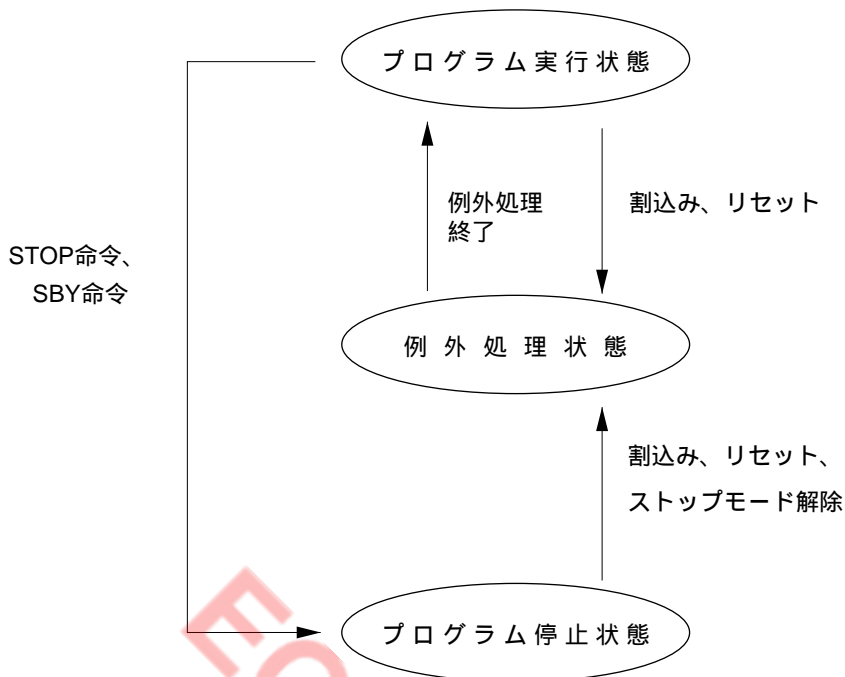 プログラム実行状態
例外処理
終了
割込み、リセット
STOP命令、
SBY命令
例外処理状態
割込み、リセット、
ストップモード解除
プログラム停止状態